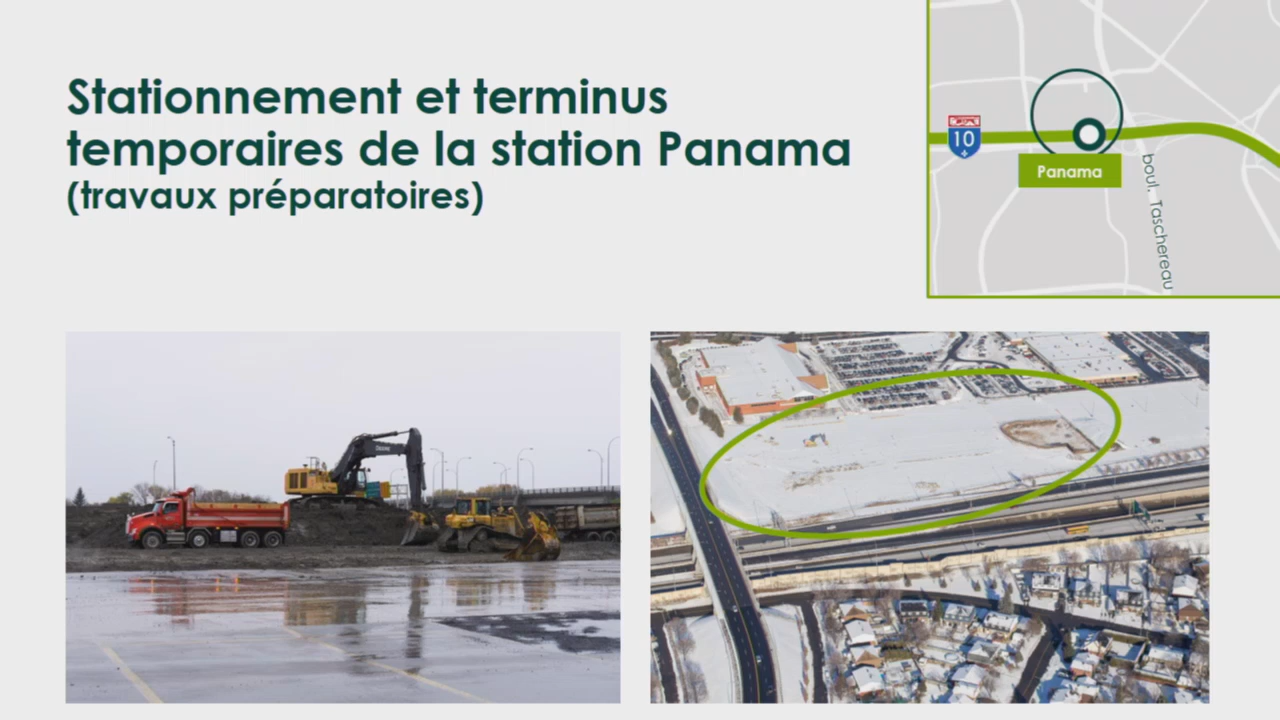 Stationnement et terminus
temporaires de la station Panama
(travaux préparatoires)
10
Panama
boul. Taschereau